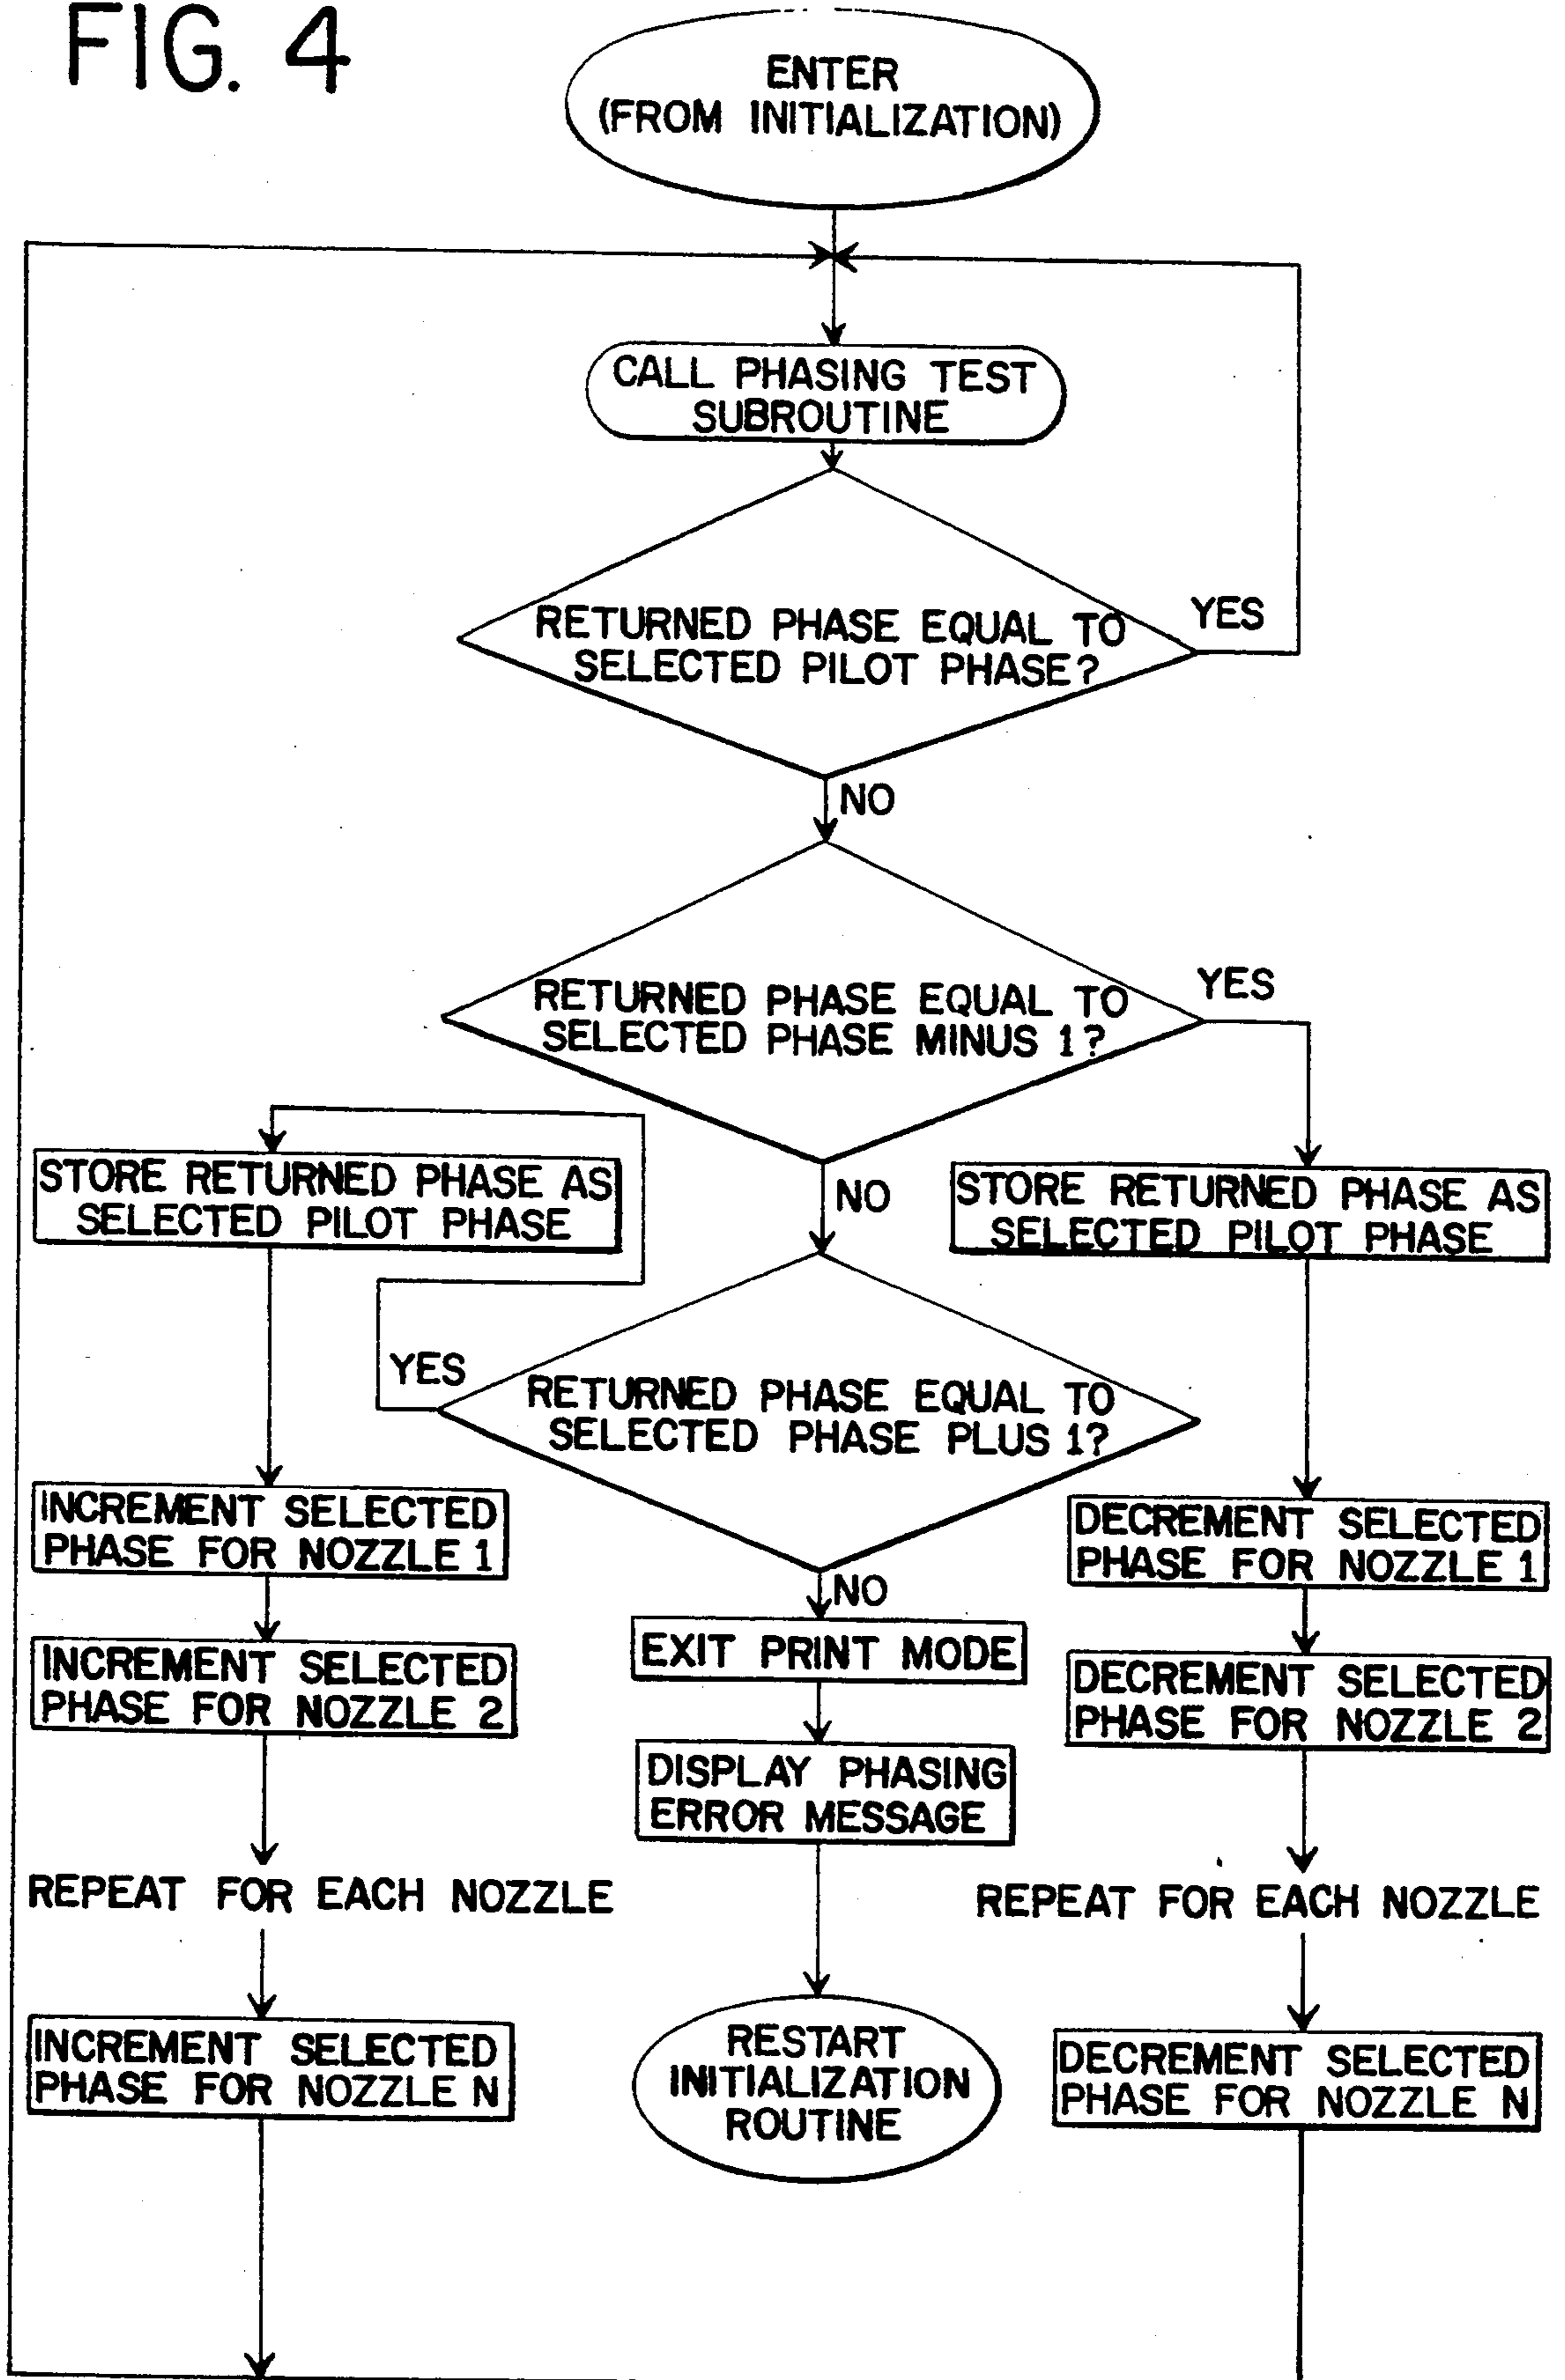 FIG. 4
ENTER
(FROM INITIALIZATION)
CALL PHASING TEST
SUBROUTINE
RETURNED PHASE EQUAL TO
SELECTED PILOT PHASE?
YES
NO
RETURNED PHASE EQUAL TO
SELECTED PHASE MINUS 1?
YES
NO
STORE RETURNED PHASE AS
SELECTED PILOT PHASE
STORE RETURNED PHASE AS
SELECTED PILOT PHASE
YES
RETURNED PHASE EQUAL TO
SELECTED PHASE PLUS 1?
NO
INCREMENT SELECTED
PHASE FOR NOZZLE 1
INCREMENT SELECTED
PHASE FOR NOZZLE 2
REPEAT FOR EACH NOZZLE
INCREMENT SELECTED
PHASE FOR NOZZLE N
EXIT PRINT MODE
DISPLAY PHASING
ERROR MESSAGE
RESTART
INITIALIZATION
ROUTINE
DECREMENT SELECTED
PHASE FOR NOZZLE 1
DECREMENT SELECTED
PHASE FOR NOZZLE 2
REPEAT FOR EACH NOZZLE
DECREMENT SELECTED
PHASE FOR NOZZLE N